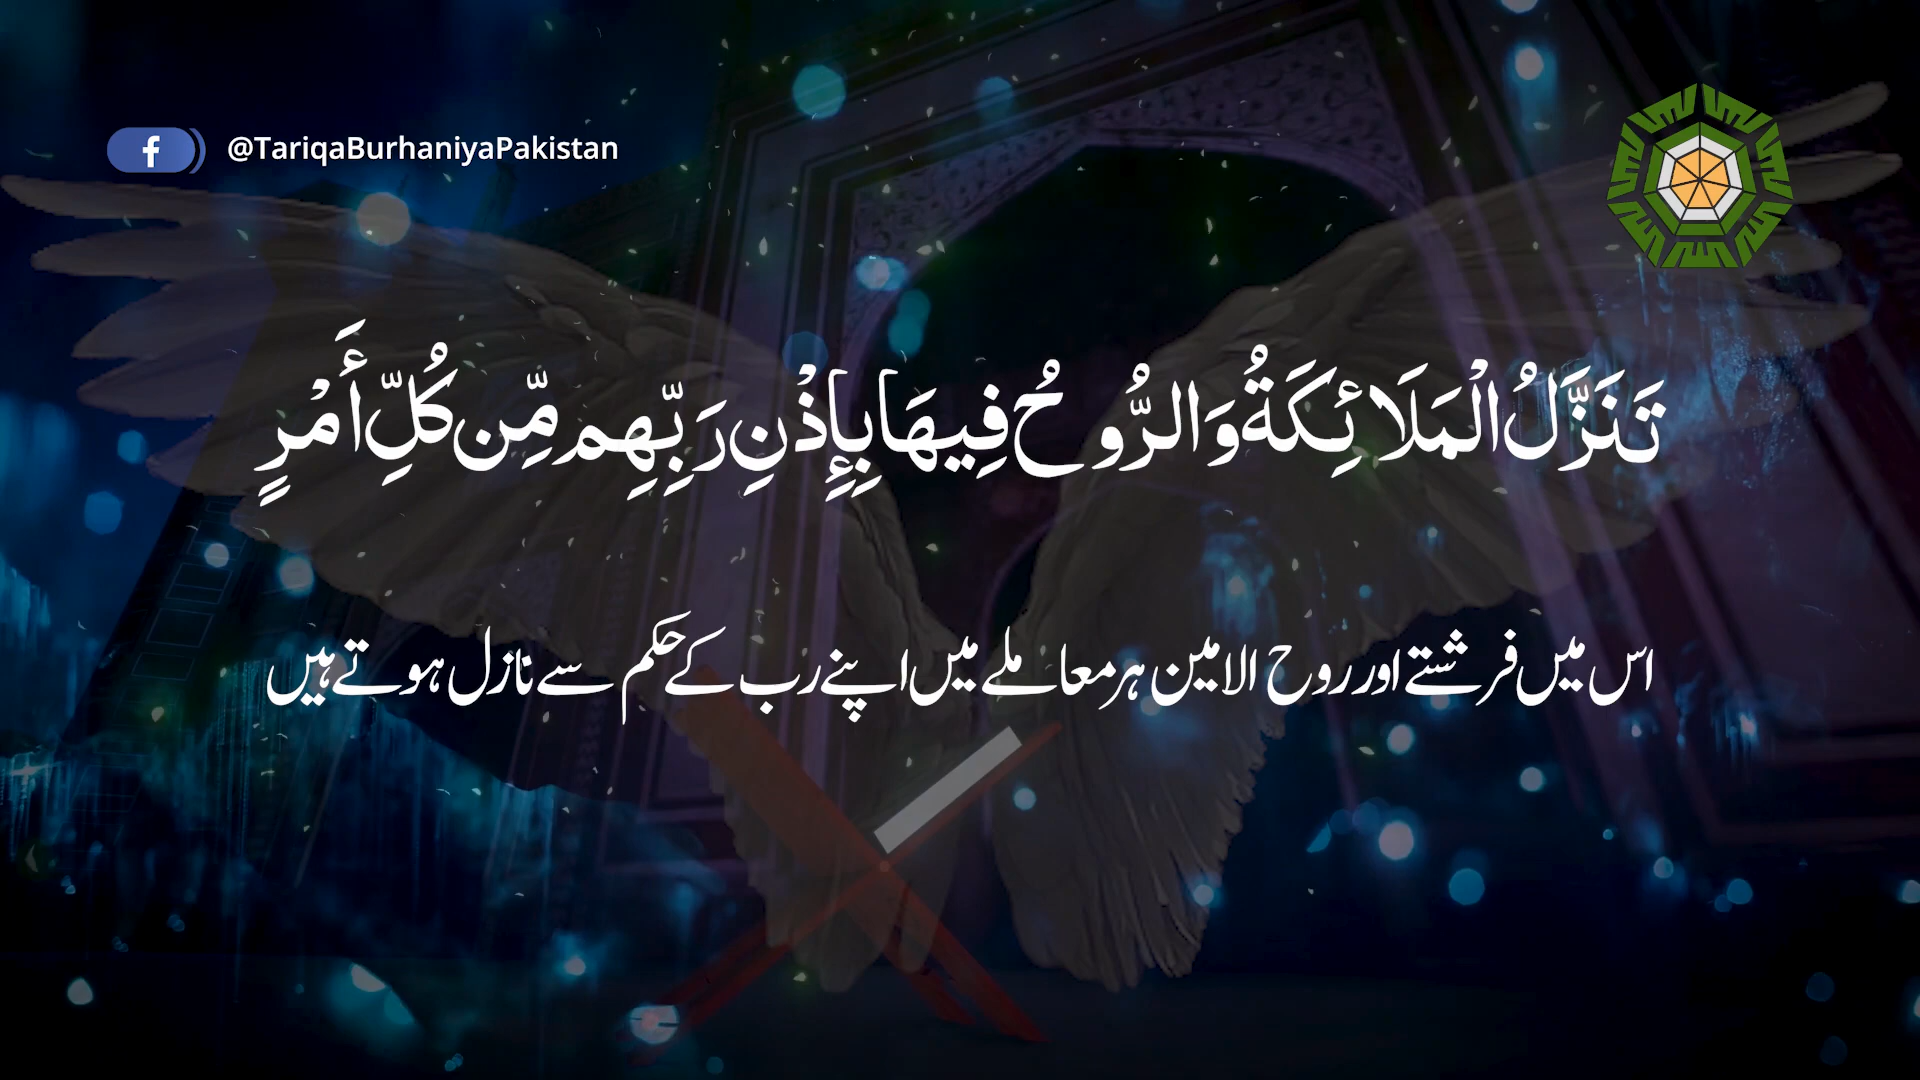 @TariqaBurhaniyaPakistan
تَنَزَّلُ الْمَلَائِكَةُ وَالرُّوحُ فِيهَا بِإِذْنِ رَبِّهِم مِّن كُلِّ أَمْرٍ
اس میں فرشتے اور روح الامین ہر معاملے میں اپنے رب کے حکم سے نازل ہوتے ہیں